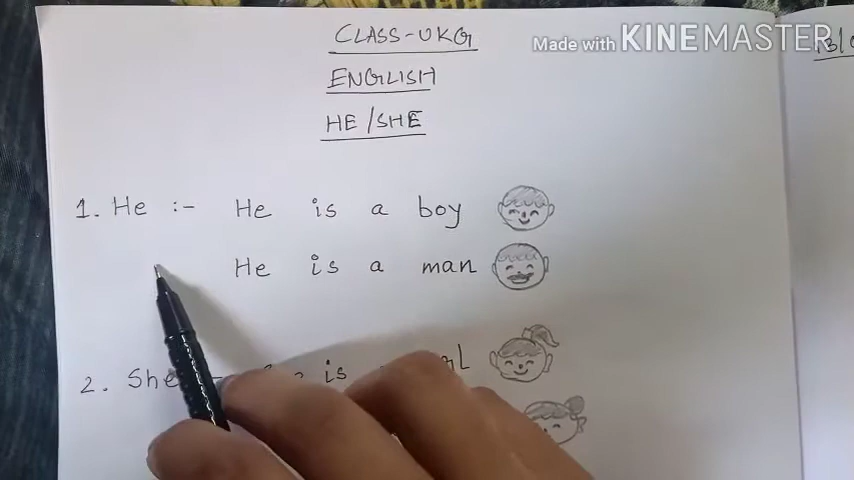 CLASS-UKG
Made with KINEMASTER
ENGLISH
HE/SHE
1. He :- He is a boy
He is a man
2. She is